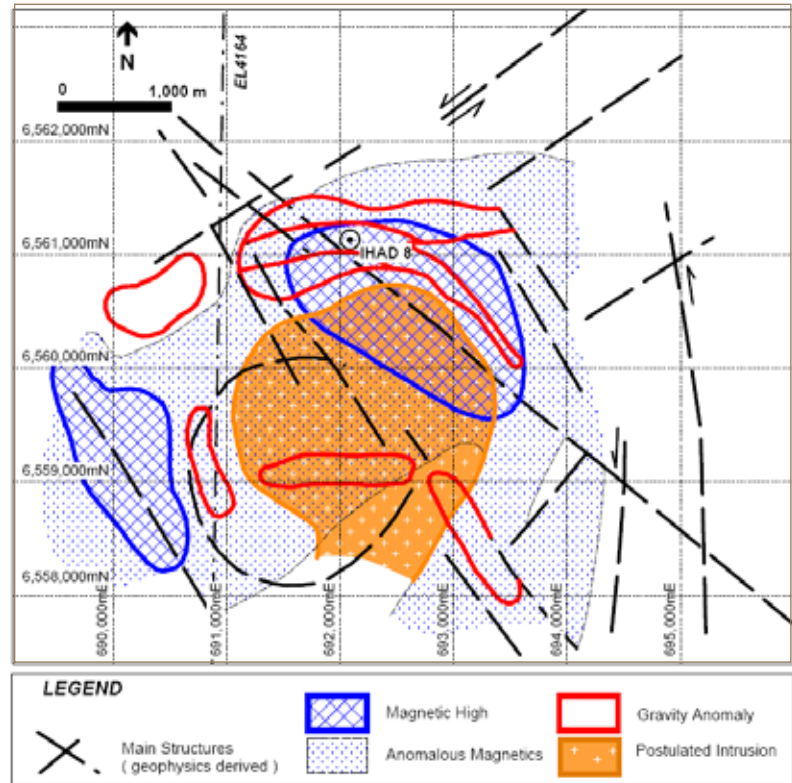 N
EL4164
0 1,000 m
6,562,000mN
6,561,000mN
IHAD 8
6,560,000mN
6,559,000mN
6,558,000mN
690,000mE
691,000mE
692,000mE
693,000mE
694,000mE
695,000mE
LEGEND
Main Structures
( geophysics derived )
Magnetic High
Anomalous Magnetics
Gravity Anomaly
Postulated Intrusion